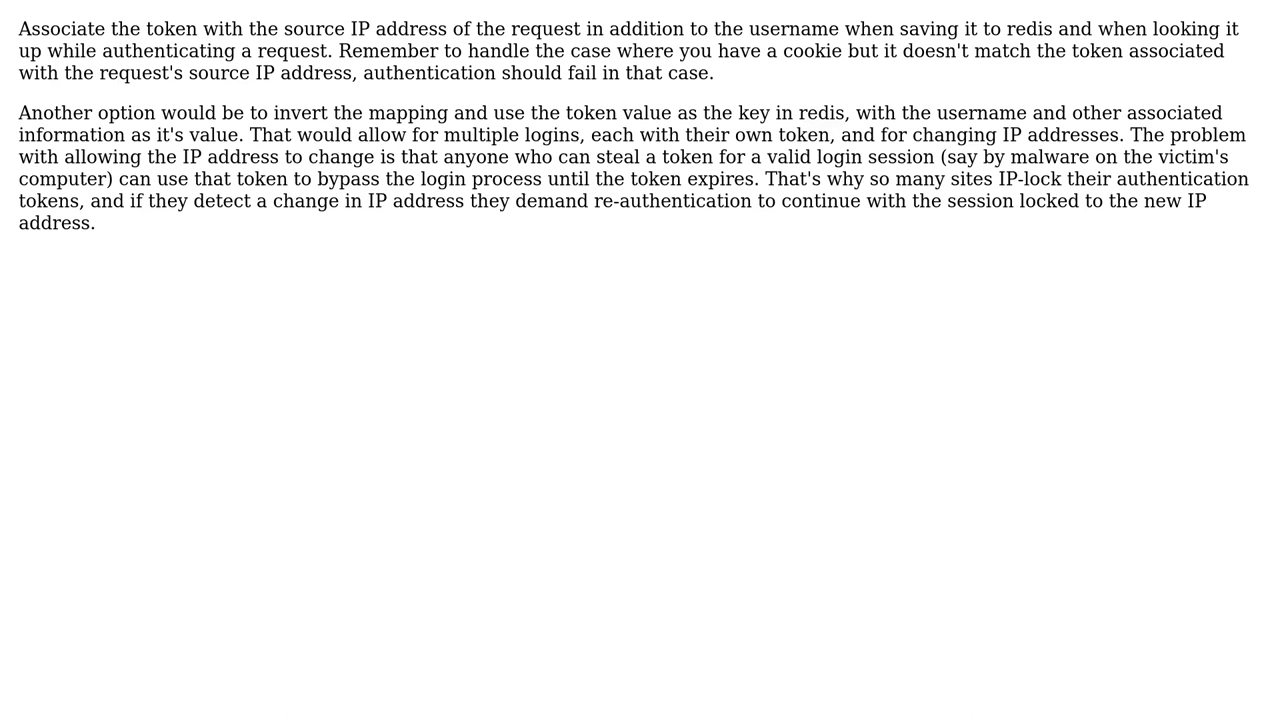 Associate the token with the source IP address of the request in addition to the username when saving it to redis and when looking it
up while authenticating a request. Remember to handle the case where you have a cookie but it doesn't match the token associated
with the request's source IP address, authentication should fail in that case.
Another option would be to invert the mapping and use the token value as the key in redis, with the username and other associated
information as it's value. That would allow for multiple logins, each with their own token, and for changing IP addresses. The problem
with allowing the IP address to change is that anyone who can steal a token for a valid login session (say by malware on the victim's
computer) can use that token to bypass the login process until the token expires. That's why so many sites IP-lock their authentication
tokens, and if they detect a change in IP address they demand re-authentication to continue with the session locked to the new IP
address.